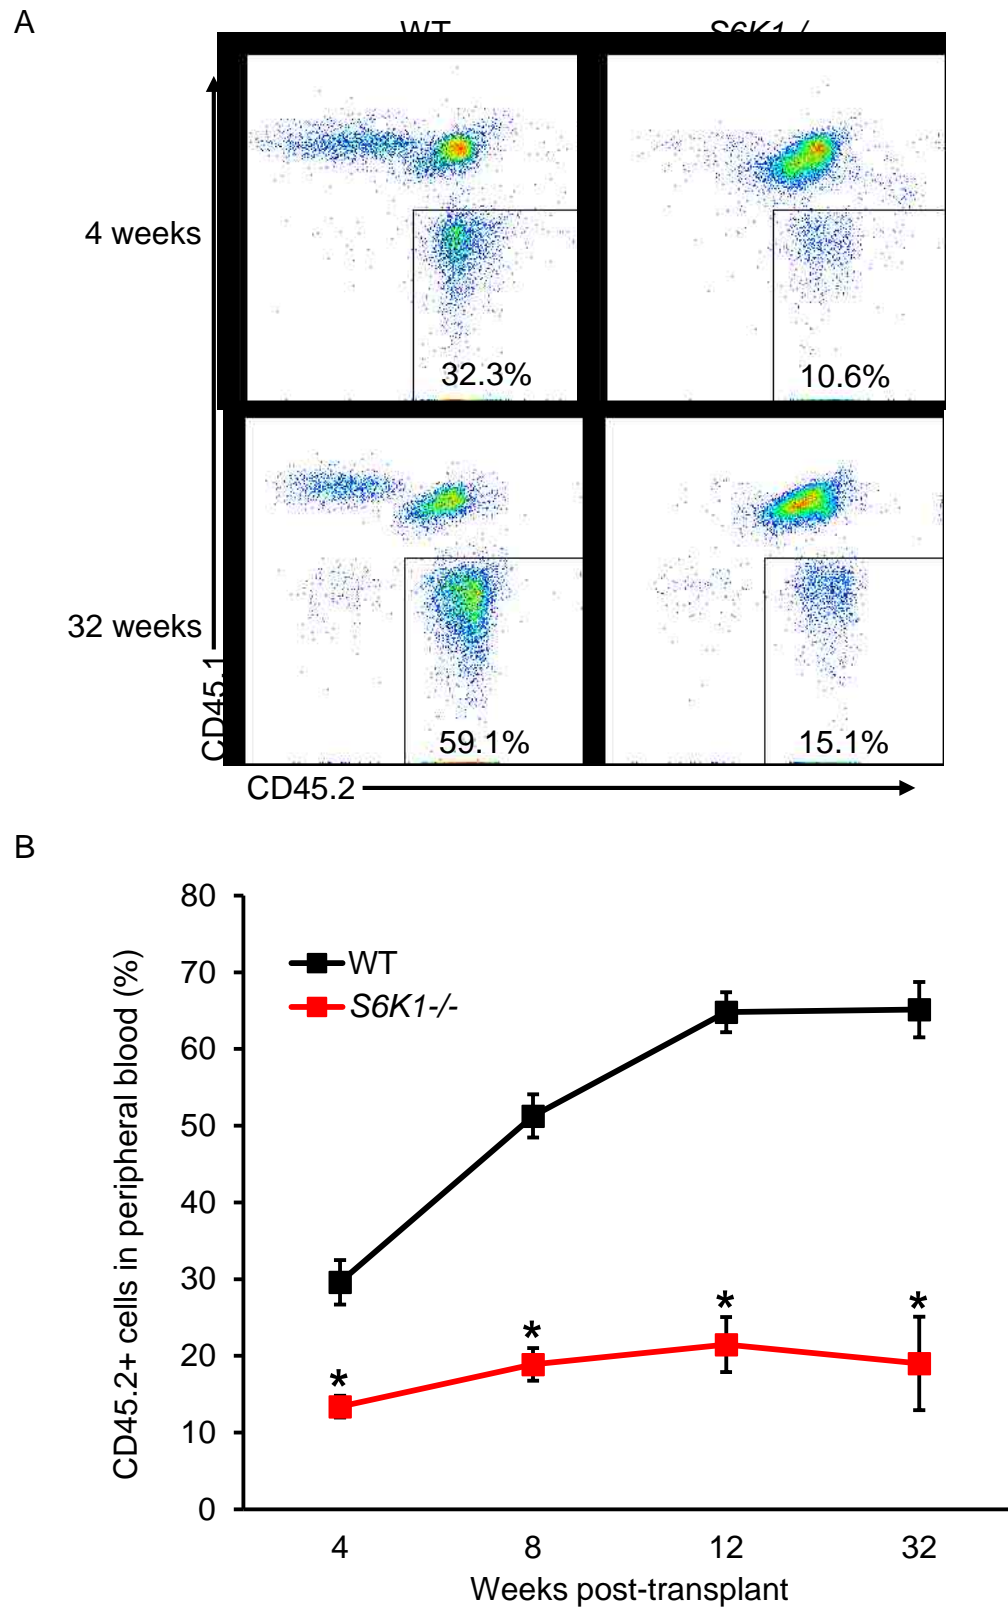 A
WT
S6K1-/-
4 weeks
32.3%
10.6%
32 weeks
59.1%
15.1%
CD45.1
CD45.2
B
80
70
60
50
40
30
20
10
0
CD45.2+ cells in peripheral blood (%)
WT
S6K1-/-
*
*
*
*
4
8
12
32
Weeks post-transplant